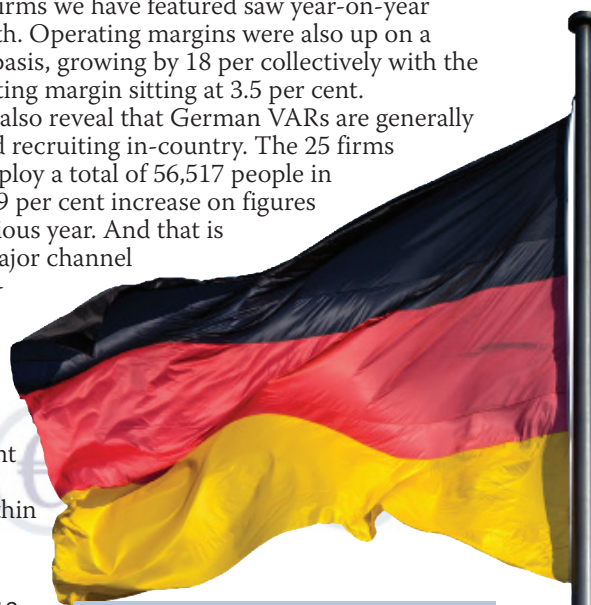 irms we have featured saw year-on-year
th. Operating margins were also up on a
basis, growing by 18 per collectively with the
ting margin sitting at 3.5 per cent.
also reveal that German VARs are generally
d recruiting in-country. The 25 firms
ploy a total of 56,517 people in
9 per cent increase on figures
ious year. And that is
ajor channel
nt
€
thin